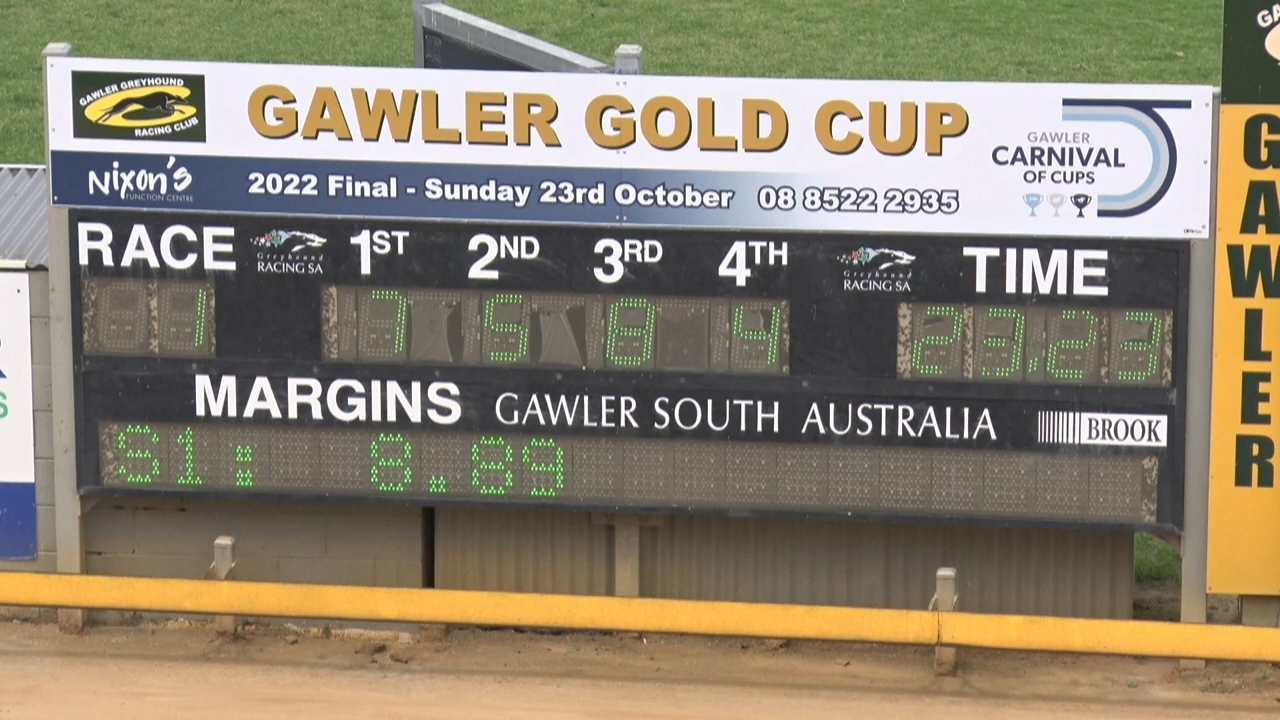 GAWLER GREYHOUND
RACING CLUB
GAWLER GOLD CUP
GAWLER
CARNIVAL
OF CUPS
Nixon's
FUNCTION CENTRE
2022 Final - Sunday 23rd October 08 8522 2935
RACE
Greyhound
RACING SA
1ST 2ND 3RD 4TH
Greyhound
RACING SA
TIME
1 7 5 8 4 23.23
MARGINS GAWLER SOUTH AUSTRALIA BROOK
S1: 8.89
GAWLER